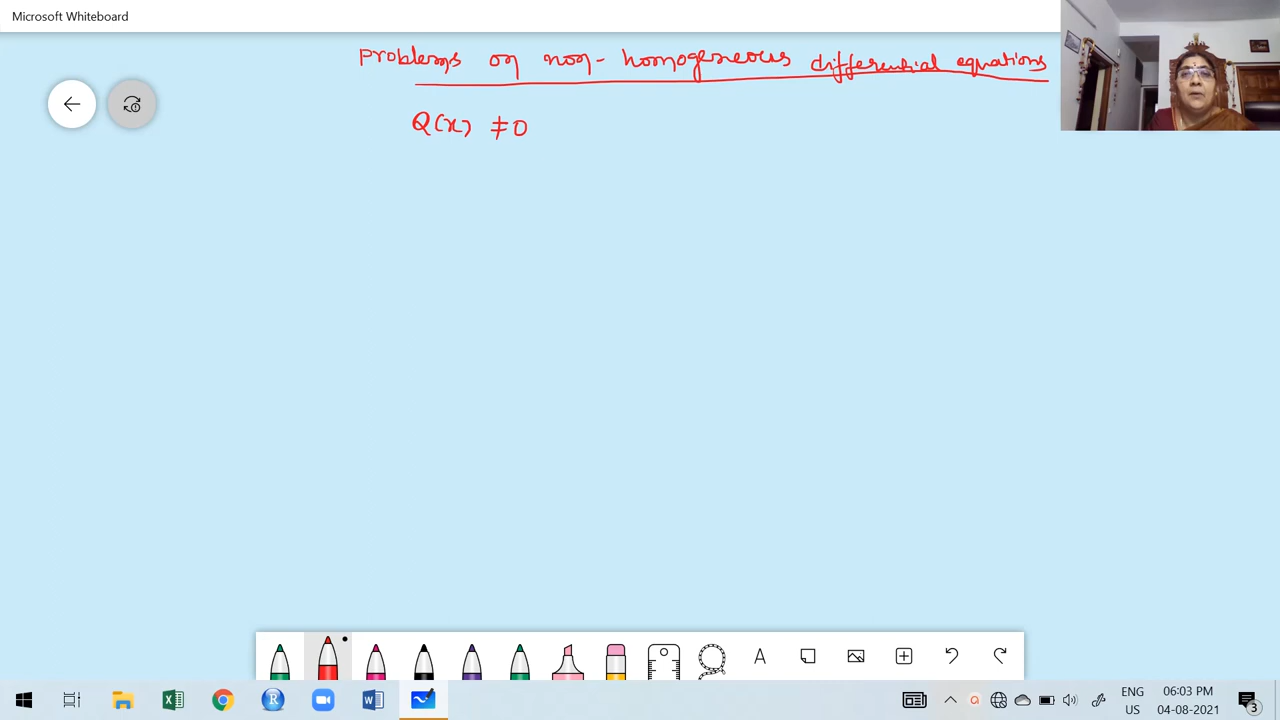 Microsoft Whiteboard
Problems on non-homogeneous differential equations
Q(x) ≠0
A
ENG
US
06:03 PM
04-08-2021
3